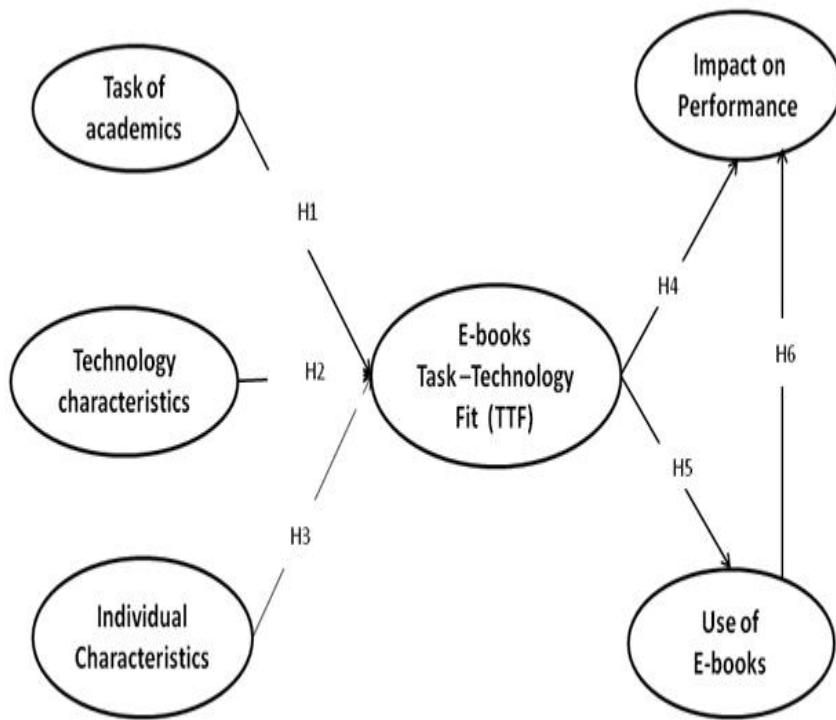 Task of
academics
Impact on
Performance
H1
H4
E-books
Task –Technology
Fit (TTF)
Technology
characteristics
H2
H6
H5
H3
Individual
Characteristics
Use of
E-books